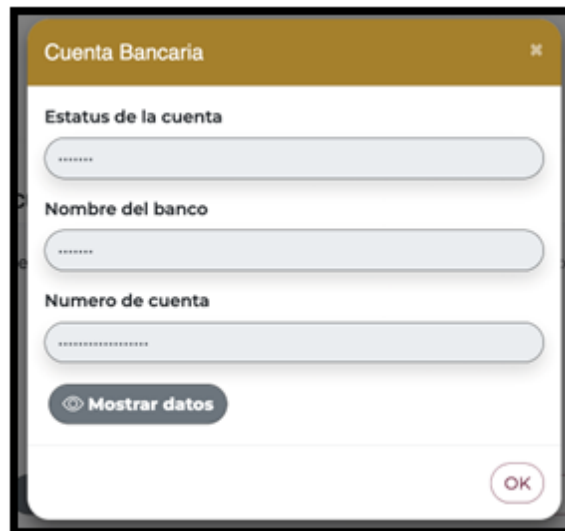 Cuenta Bancaria ×
Estatus de la cuenta
•••••••
Nombre del banco
•••••••
Numero de cuenta
••••••••••••••••••
Mostrar datos
OK